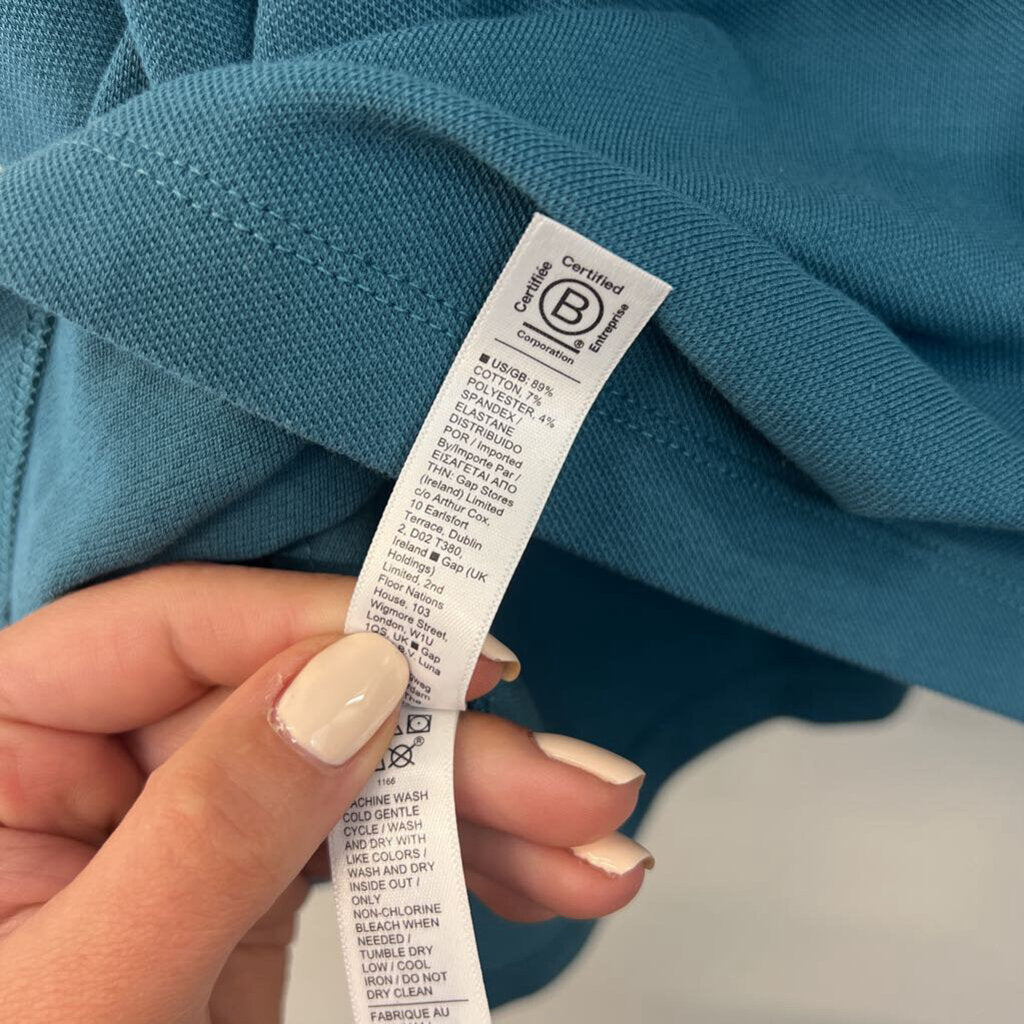 Certified
Certifiée
B
®
Entreprise
Corporation
■ US/GB: 89%
COTTON, 7%
POLYESTER, 4%
SPANDEX /
ELASTANE
DISTRIBUIDO
POR / Imported
By/Importe Par /
ΕΙΣΑΓΕΤΑΙ ΑΠΟ
ΤΗΝ: Gap Stores
(Ireland) Limited
c/o Arthur Cox,
10 Earlsfort
Terrace, Dublin
2, D02 T380,
Ireland ■ Gap (UK
Holdings)
Limited, 2nd
Floor Nations
House, 103
Wigmore Street,
London, W1U
1QS, UK ■ Gap
B.V. Luna
The
®
1166
MACHINE WASH
COLD GENTLE
CYCLE / WASH
AND DRY WITH
LIKE COLORS /
WASH AND DRY
INSIDE OUT /
ONLY
NON-CHLORINE
BLEACH WHEN
NEEDED /
TUMBLE DRY
LOW / COOL
IRON / DO NOT
DRY CLEAN
FABRIQUE AU